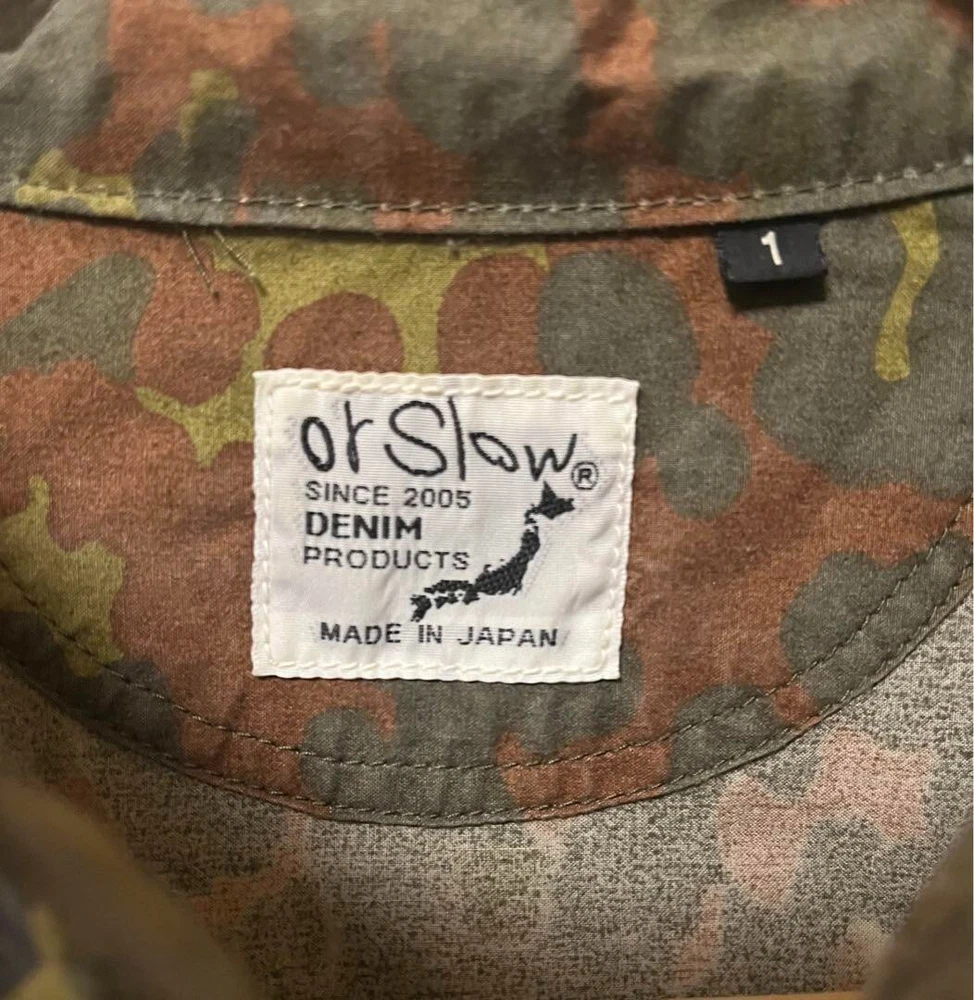 1
orSlow®
SINCE 2005
DENIM
PRODUCTS
MADE IN JAPAN